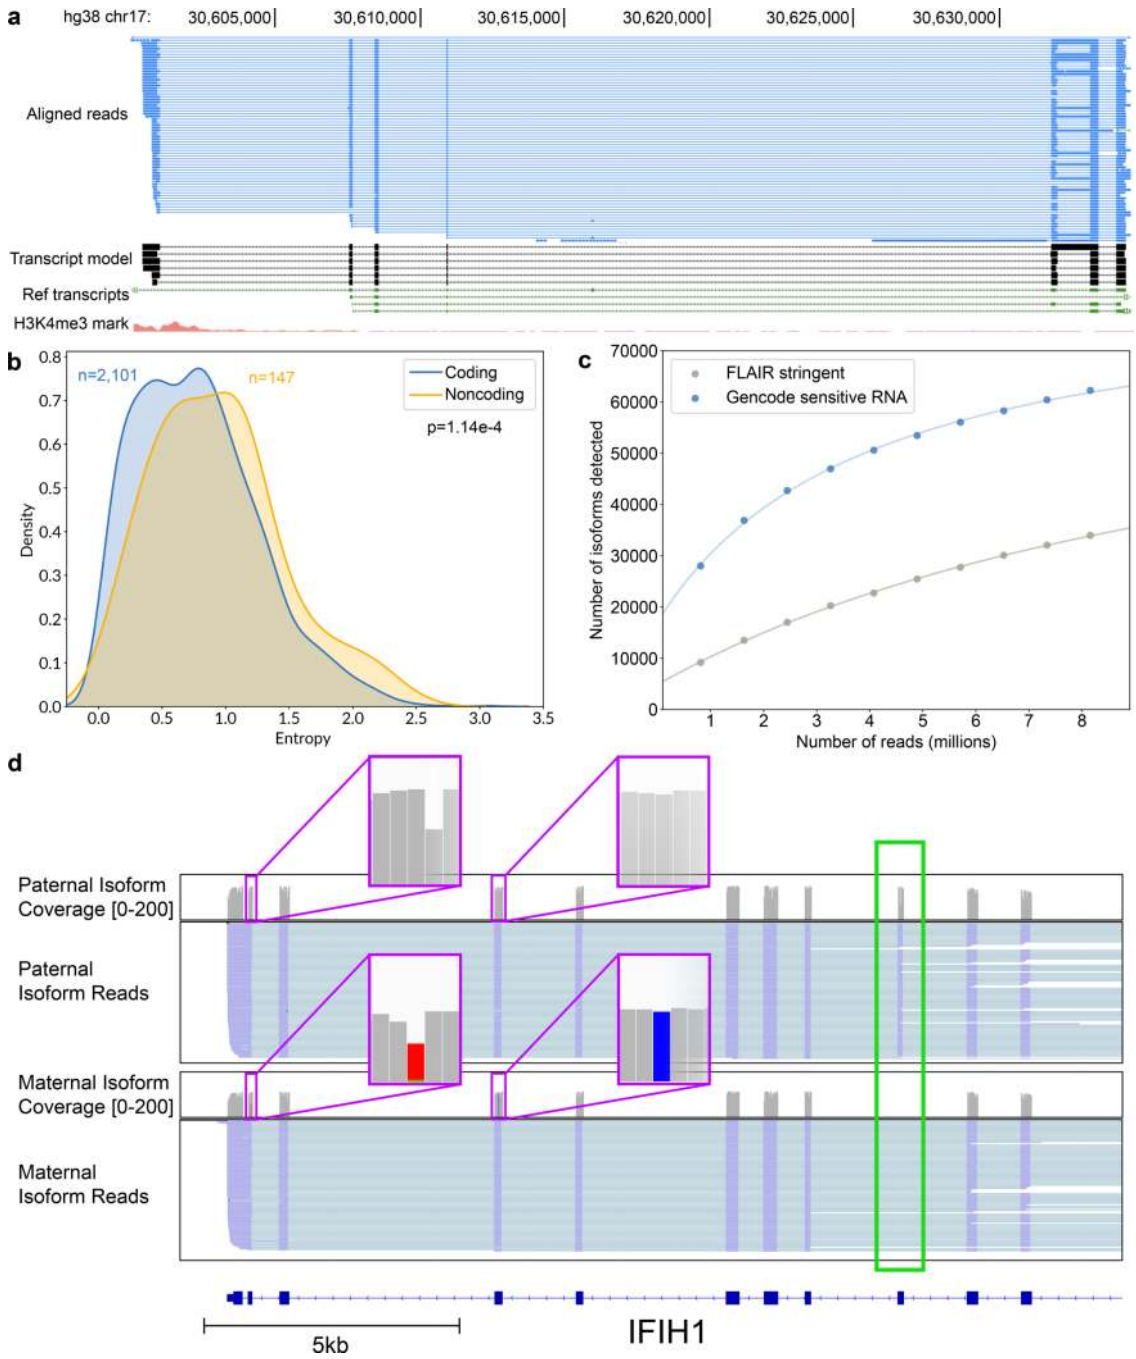 a
hg38 chr17: 30,605,000 30,610,000 30,615,000 30,620,000 30,625,000 30,630,000
Aligned reads
Transcript model
Ref transcripts
H3K4me3 mark
b
n=2,101
n=147
Coding
Noncoding
p=1.14e-4
0.8
0.7
0.6
0.5
0.4
0.3
0.2
0.1
0.0
Density
0.0 0.5 1.0 1.5 2.0 2.5 3.0 3.5
Entropy
c
FLAIR stringent
Gencode sensitive RNA
70000
60000
50000
40000
30000
20000
10000
0
Number of isoforms detected
1 2 3 4 5 6 7 8
Number of reads (millions)
d
Paternal Isoform
Coverage [0-200]
Paternal
Isoform Reads
Maternal Isoform
Coverage [0-200]
Maternal
Isoform Reads
5kb
IFIH1